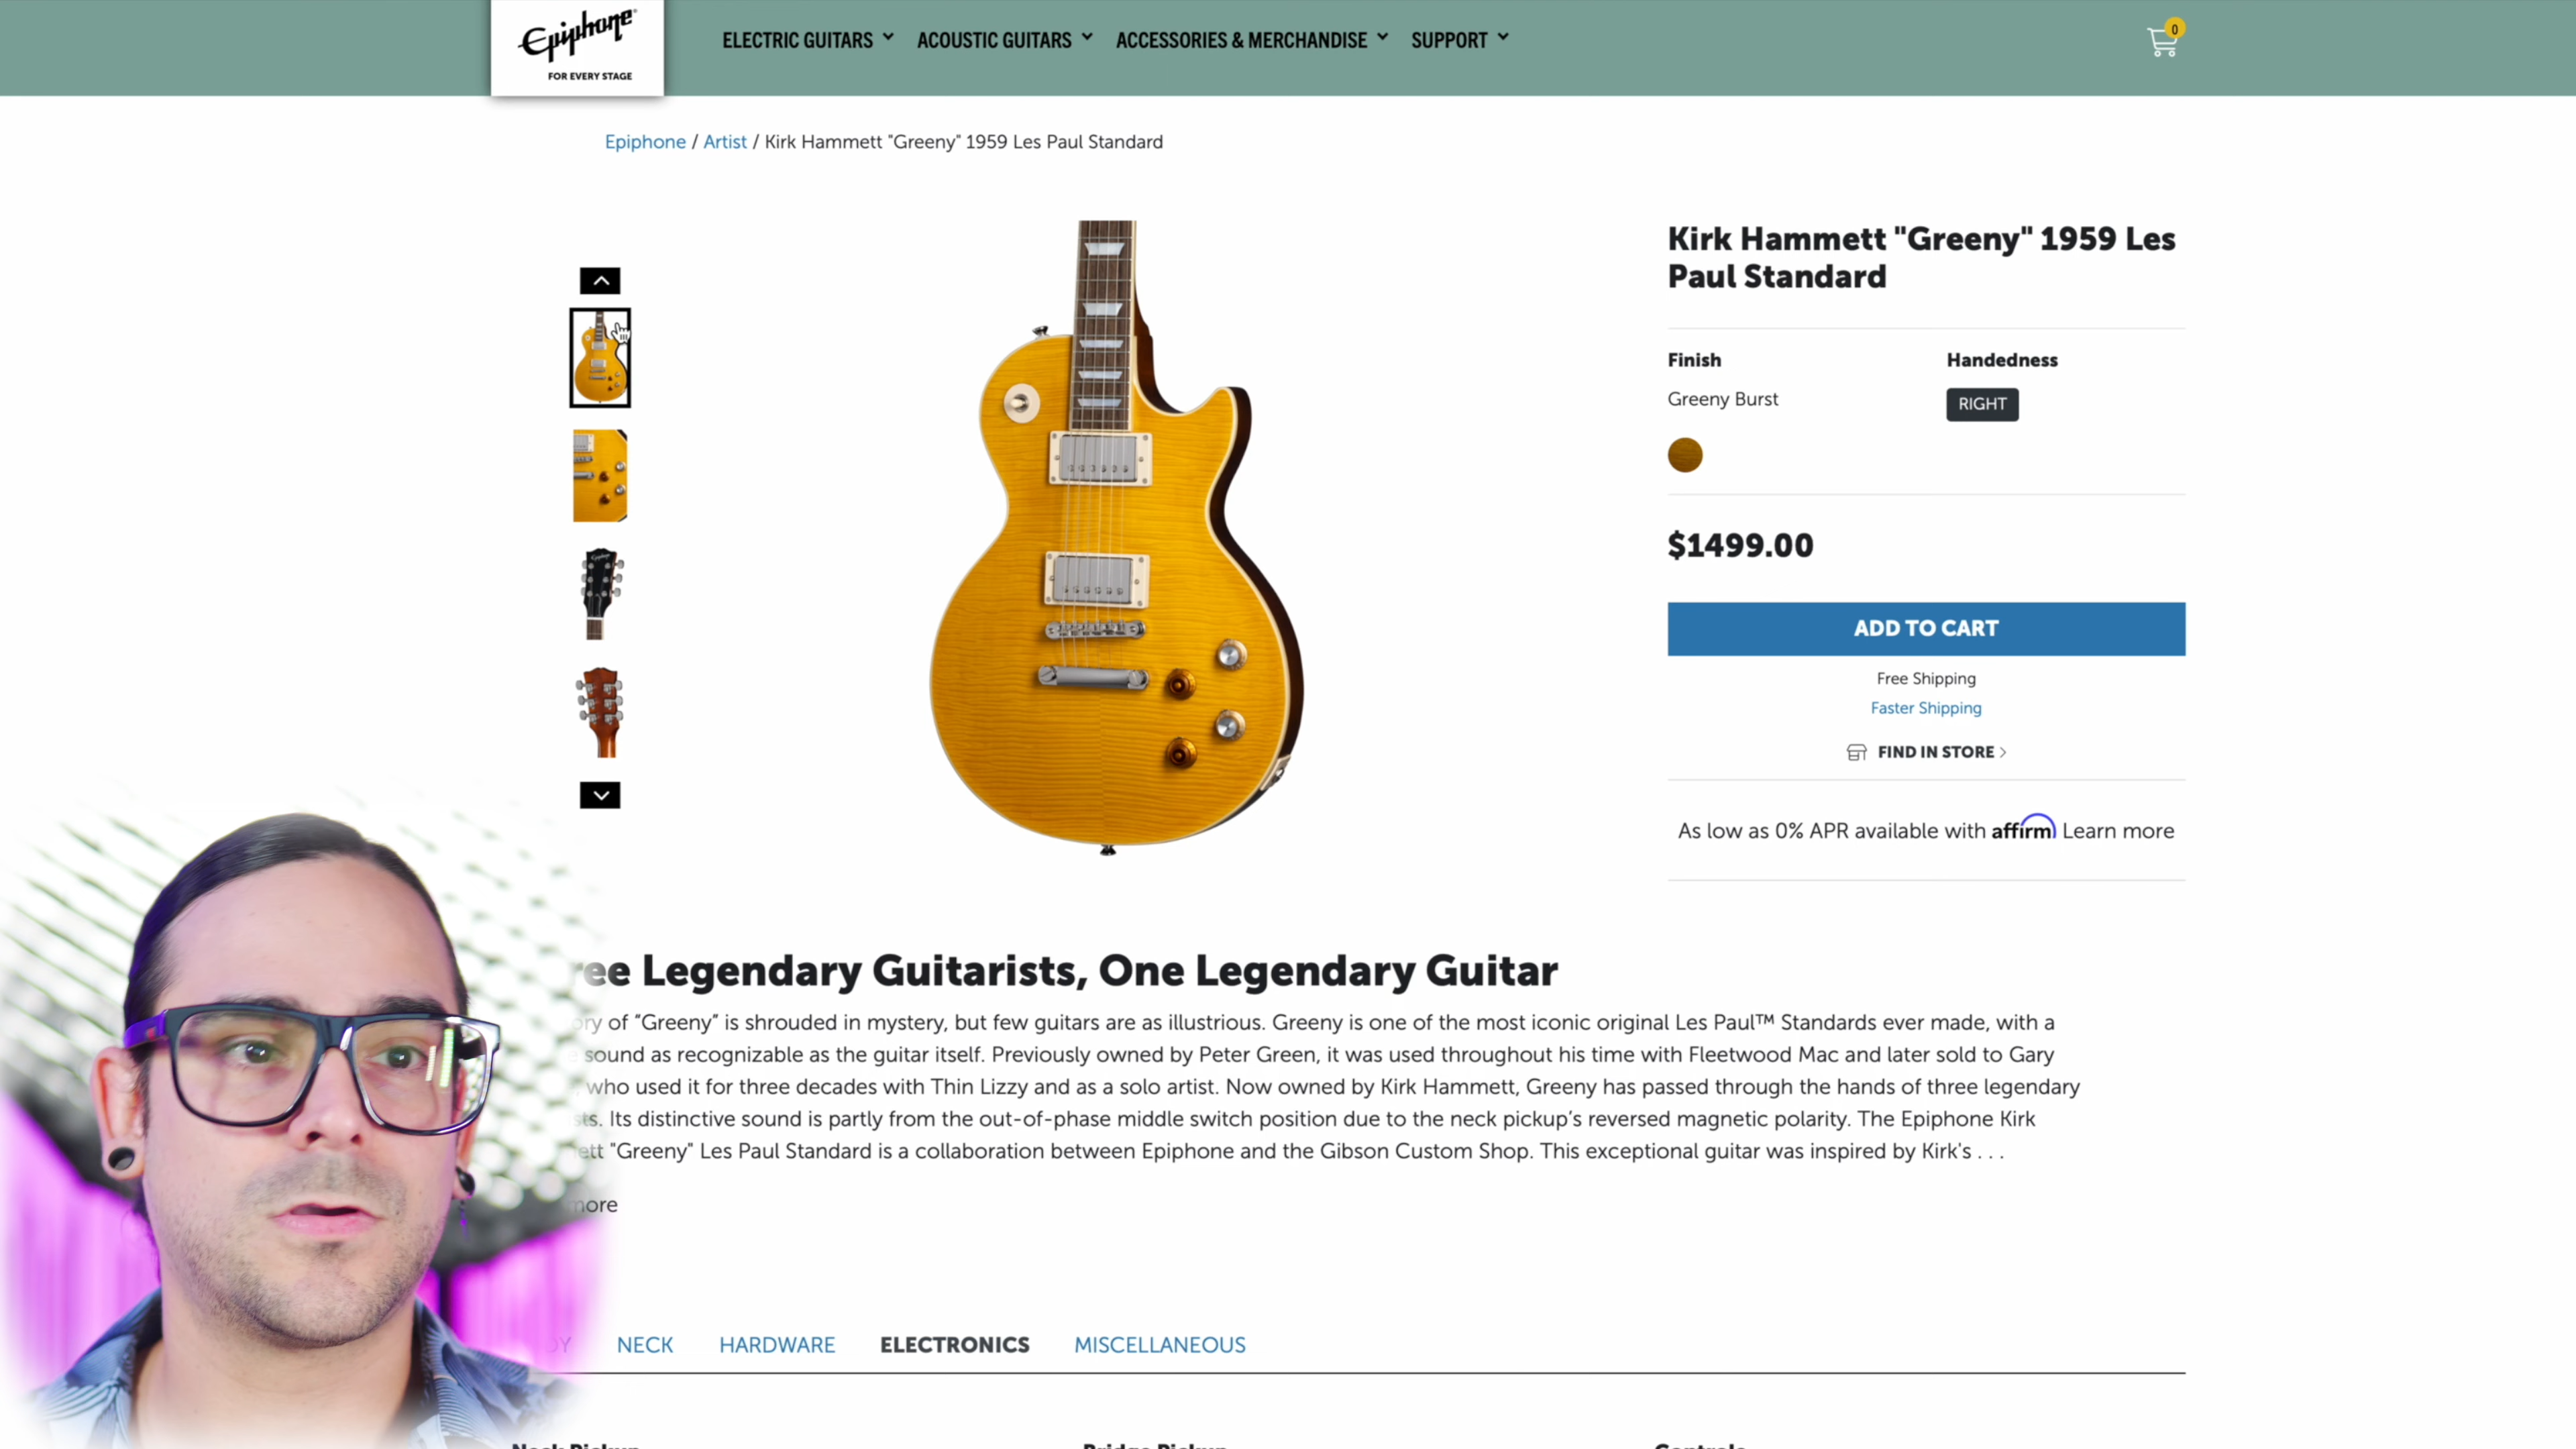 Epiphone
FOR EVERY STAGE
ELECTRIC GUITARS
ACOUSTIC GUITARS
ACCESSORIES & MERCHANDISE
SUPPORT
0
Epiphone / Artist / Kirk Hammett "Greeny" 1959 Les Paul Standard
Kirk Hammett "Greeny" 1959 Les
Paul Standard
Finish
Handedness
Greeny Burst
RIGHT
$1499.00
ADD TO CART
Free Shipping
Faster Shipping
FIND IN STORE
As low as 0% APR available with affirm Learn more
ee Legendary Guitarists, One Legendary Guitar
ory of “Greeny” is shrouded in mystery, but few guitars are as illustrious. Greeny is one of the most iconic original Les Paul™ Standards ever made, with a
sound as recognizable as the guitar itself. Previously owned by Peter Green, it was used throughout his time with Fleetwood Mac and later sold to Gary
who used it for three decades with Thin Lizzy and as a solo artist. Now owned by Kirk Hammett, Greeny has passed through the hands of three legendary
sts. Its distinctive sound is partly from the out-of-phase middle switch position due to the neck pickup’s reversed magnetic polarity. The Epiphone Kirk
ett "Greeny" Les Paul Standard is a collaboration between Epiphone and the Gibson Custom Shop. This exceptional guitar was inspired by Kirk's . . .
more
NECK
HARDWARE
ELECTRONICS
MISCELLANEOUS